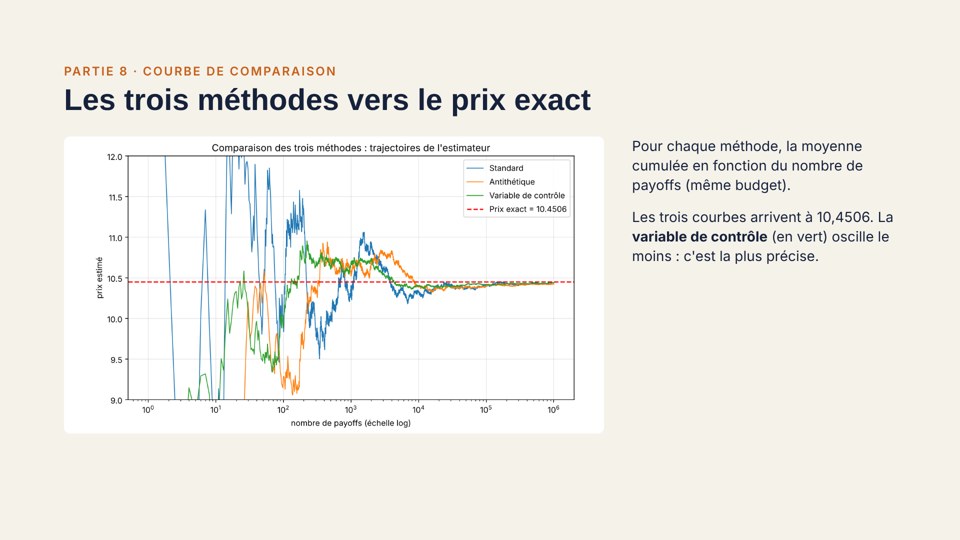 PARTIE 8 · COURBE DE COMPARAISON
Les trois méthodes vers le prix exact
Comparaison des trois méthodes : trajectoires de l'estimateur
12.0
11.5
11.0
10.5
10.0
9.5
9.0
prix estimé
Standard
Antithétique
Variable de contrôle
Prix exact = 10.4506
10⁰
10¹
10²
10³
10⁴
10⁵
10⁶
nombre de payoffs (échelle log)
Pour chaque méthode, la moyenne
cumulée en fonction du nombre de
payoffs (même budget).
Les trois courbes arrivent à 10,4506. La
variable de contrôle (en vert) oscille le
moins : c'est la plus précise.